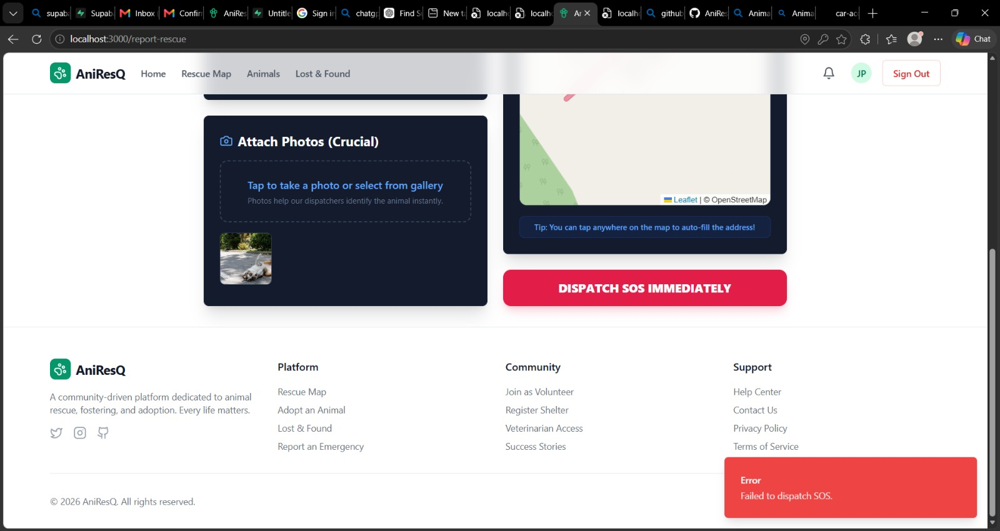 supaba
Supab
Inbox
Confir
AniRes
Untitle
Sign in
chatg
Find S
New ta
localh
localh
Ar
localh
github
AniRes
Anima
Anima
car-ac
localhost:3000/report-rescue
Chat
AniResQ
Home
Rescue Map
Animals
Lost & Found
JP
Sign Out
Attach Photos (Crucial)
Tap to take a photo or select from gallery
Photos help our dispatchers identify the animal instantly.
Leaflet | © OpenStreetMap
Tip: You can tap anywhere on the map to auto-fill the address!
DISPATCH SOS IMMEDIATELY
AniResQ
A community-driven platform dedicated to animal
rescue, fostering, and adoption. Every life matters.
Platform
Rescue Map
Adopt an Animal
Lost & Found
Report an Emergency
Community
Join as Volunteer
Register Shelter
Veterinarian Access
Success Stories
Support
Help Center
Contact Us
Privacy Policy
Terms of Service
© 2026 AniResQ. All rights reserved.
Error
Failed to dispatch SOS.